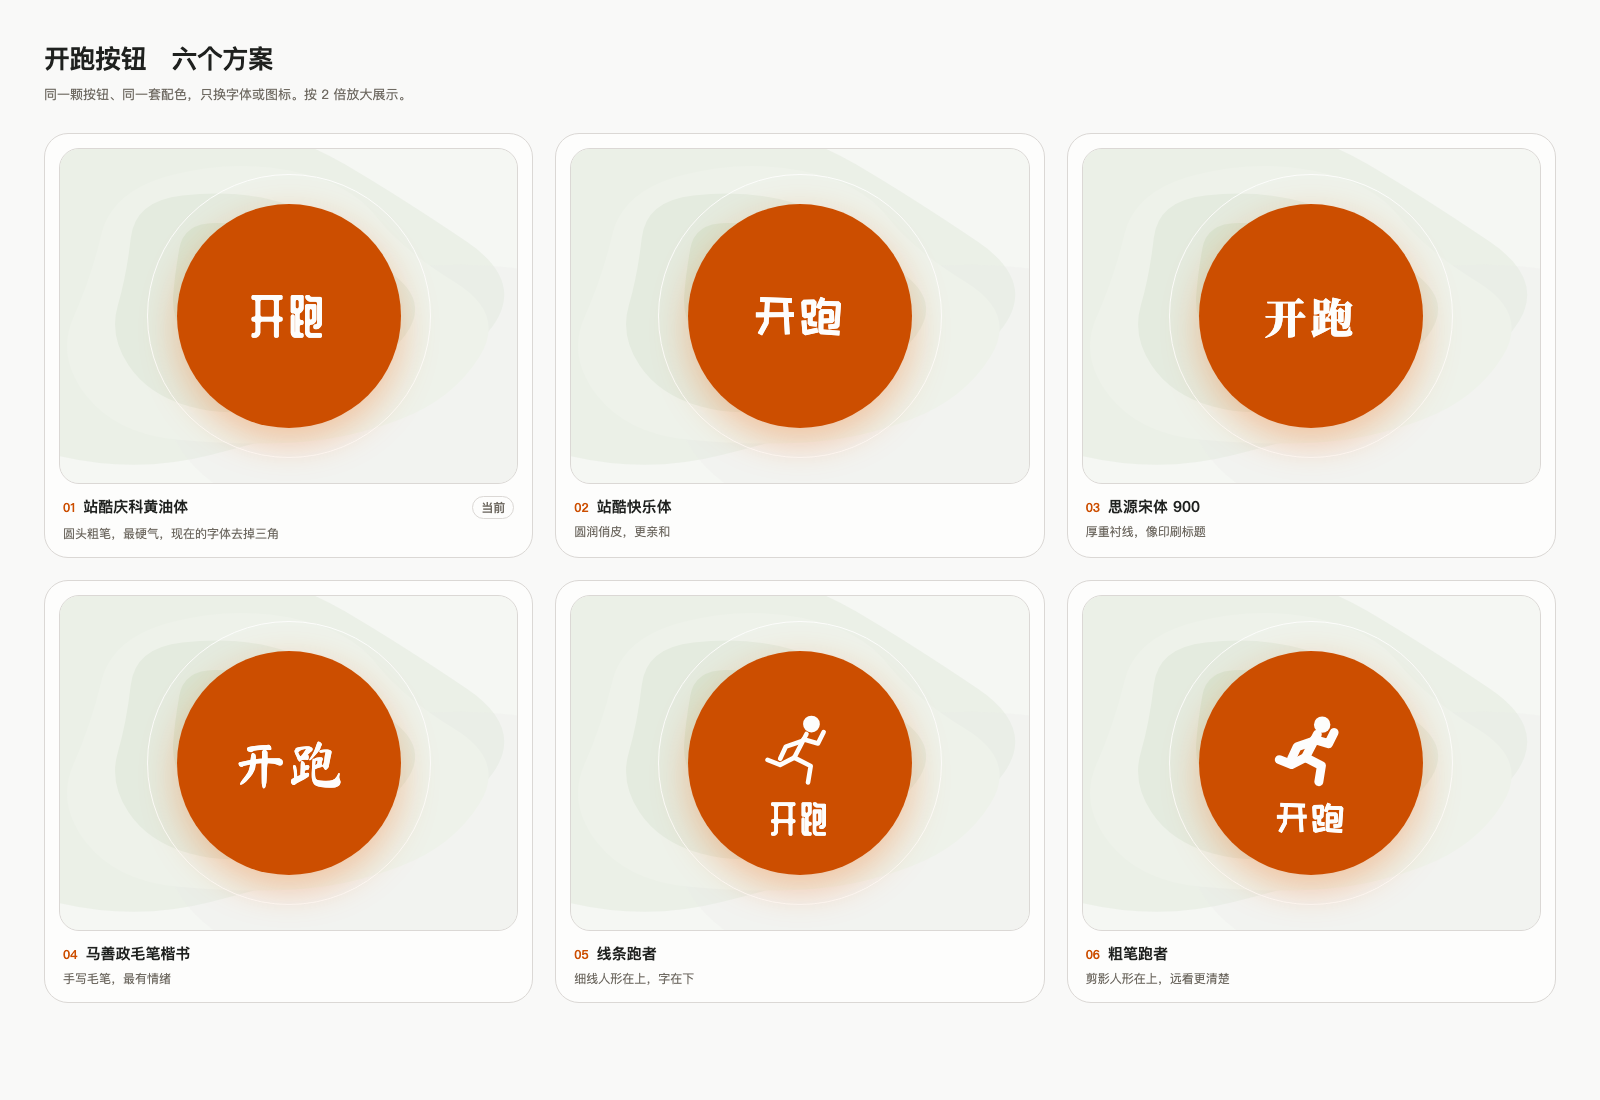 开跑按钮　六个方案
同一颗按钮、同一套配色，只换字体或图标。按 2 倍放大展示。
开跑
01 站酷庆科黄油体 当前
圆头粗笔，最硬气，现在的字体去掉三角
开跑
02 站酷快乐体
圆润俏皮，更亲和
开跑
03 思源宋体 900
厚重衬线，像印刷标题
开跑
04 马善政毛笔楷书
手写毛笔，最有情绪
开跑
05 线条跑者
细线人形在上，字在下
开跑
06 粗笔跑者
剪影人形在上，远看更清楚